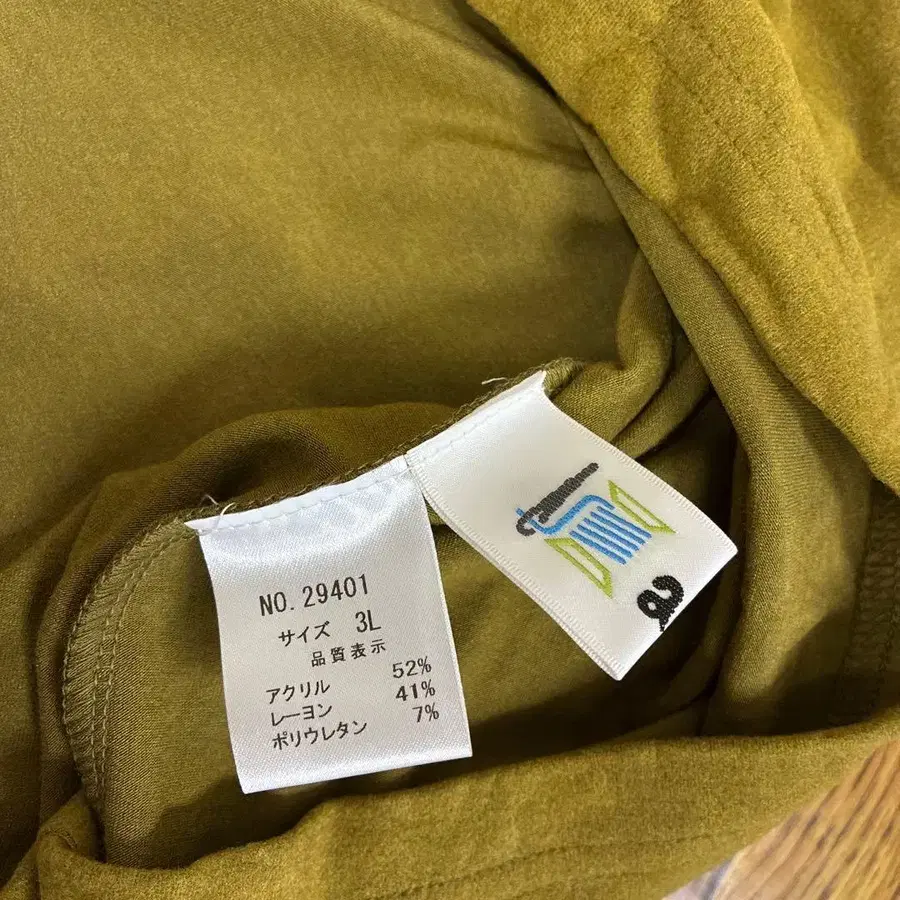 NO. 29401
サイズ 3L
品質表示
アクリル 52%
レーヨン 41%
ポリウレタン 7%